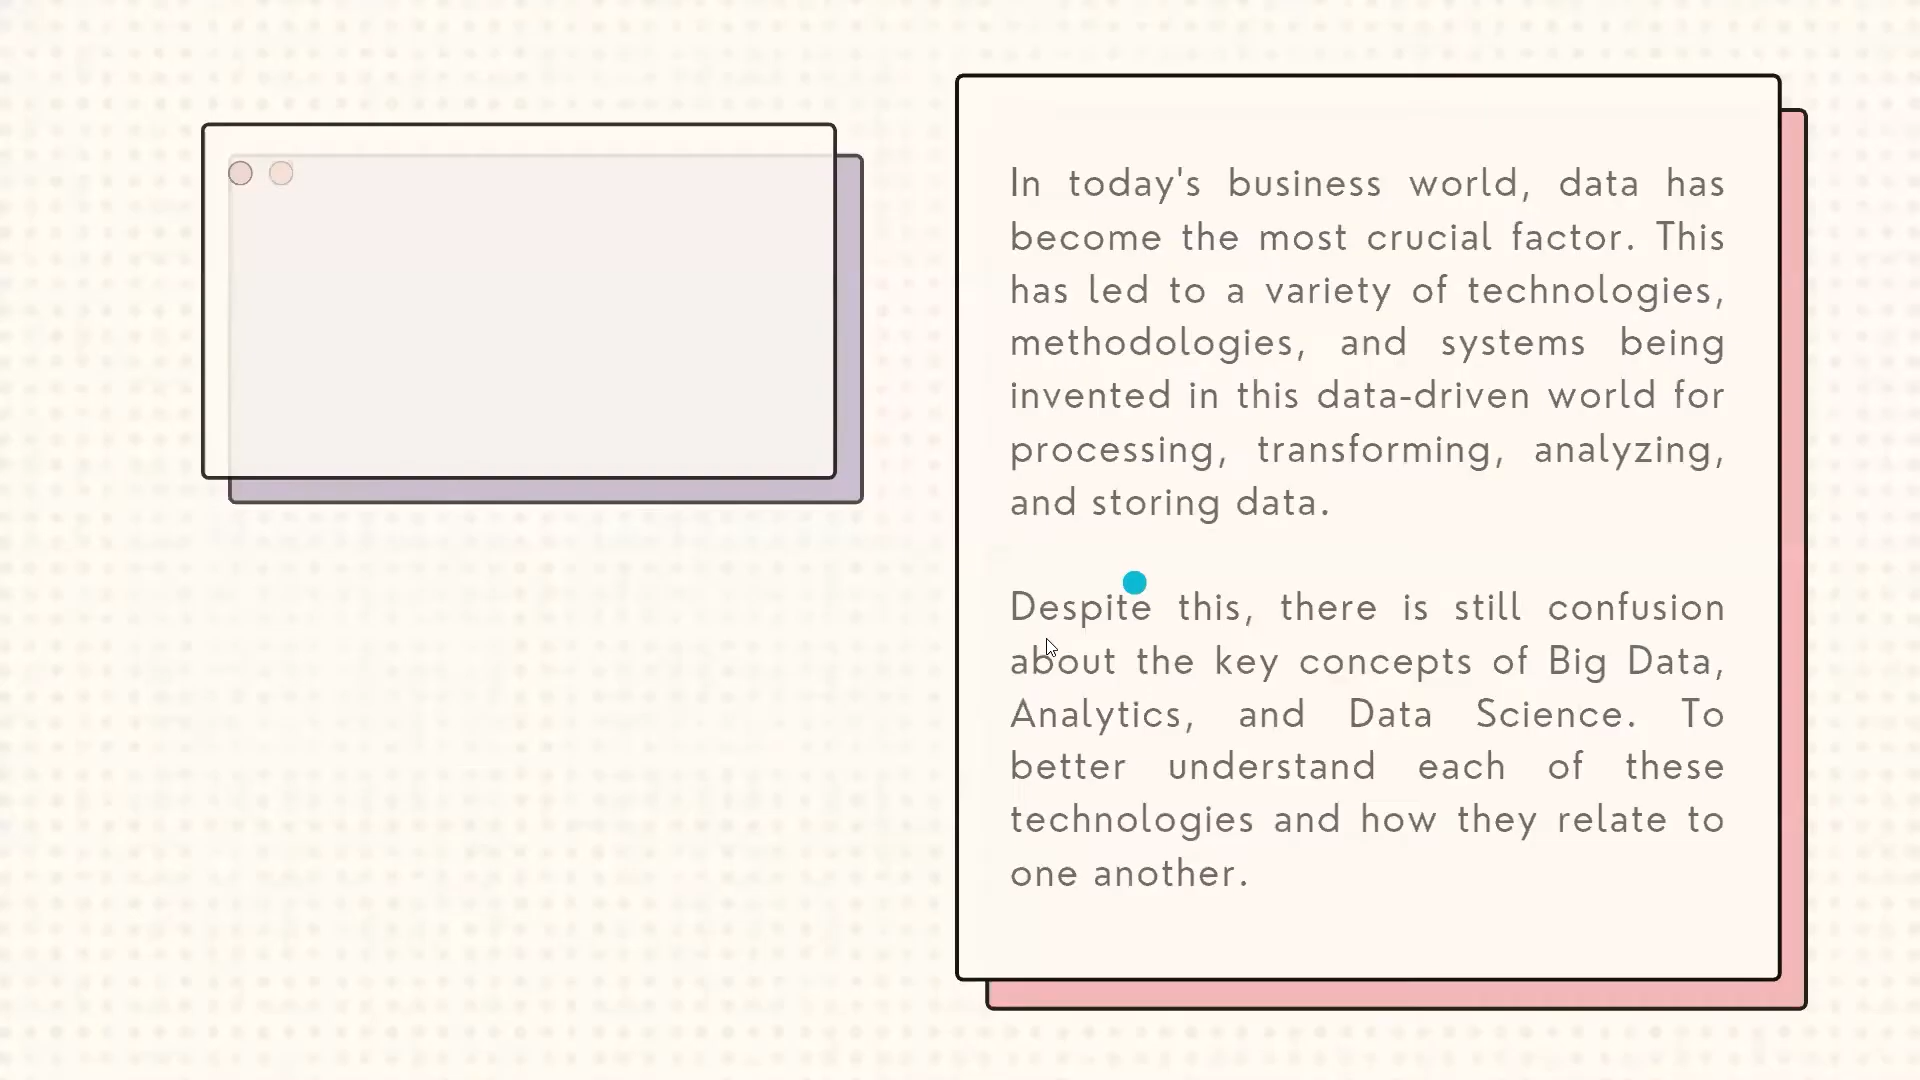 In today's business world, data has
become the most crucial factor. This
has led to a variety of technologies,
methodologies, and systems being
invented in this data-driven world for
processing, transforming, analyzing,
and storing data.
Despite this, there is still confusion
about the key concepts of Big Data,
Analytics, and Data Science. To
better understand each of these
technologies and how they relate to
one another.